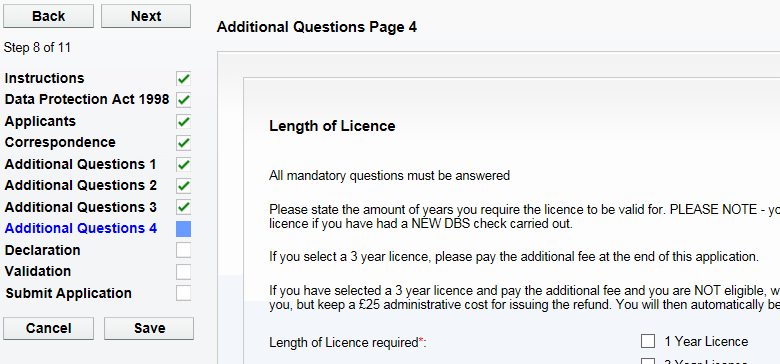 Back
Next
Step 8 of 11
Instructions
Data Protection Act 1998
Applicants
Correspondence
Additional Questions 1
Additional Questions 2
Additional Questions 3
Additional Questions 4
Declaration
Validation
Submit Application
Cancel
Save
Additional Questions Page 4
Length of Licence
All mandatory questions must be answered
Please state the amount of years you require the licence to be valid for. PLEASE NOTE -
licence if you have had a NEW DBS check carried out.
If you select a 3 year licence, please pay the additional fee at the end of this application.
If you have selected a 3 year licence and pay the additional fee and you are NOT eligible,
you, but keep a £25 administrative cost for issuing the refund. You will then automatically be
Length of Licence required*:
1 Year Licence